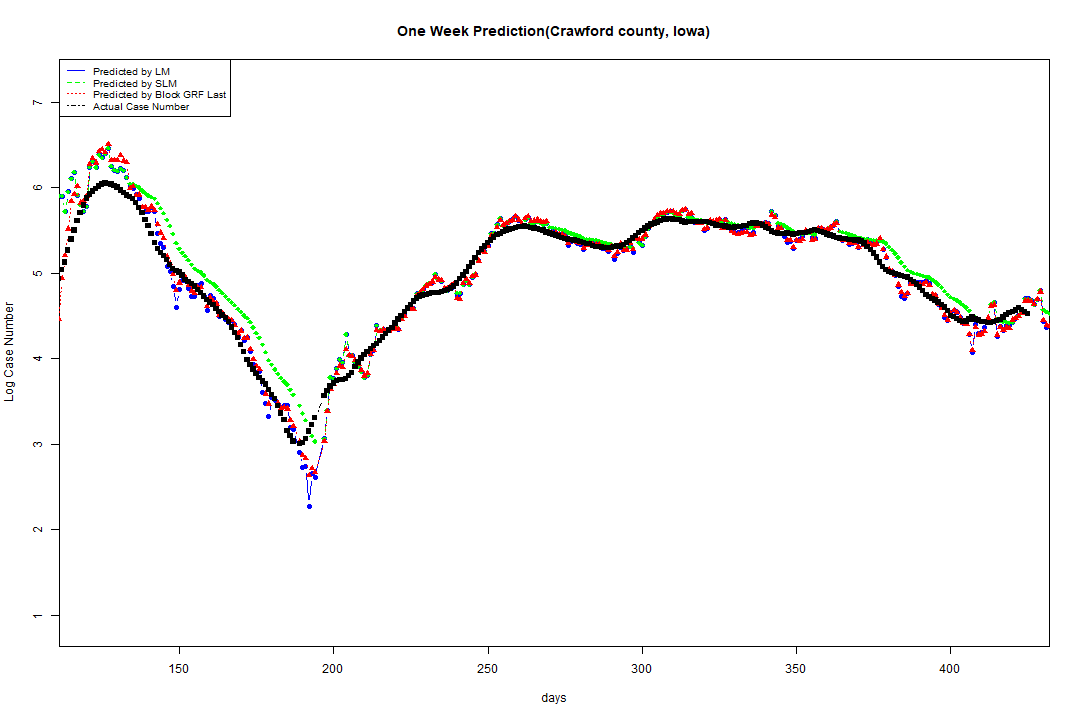 One Week Prediction(Crawford county, Iowa)
Predicted by LM
Predicted by SLM
Predicted by Block GRF Last
Actual Case Number
7
6
5
4
3
2
1
Log Case Number
150
200
250
300
350
400
days